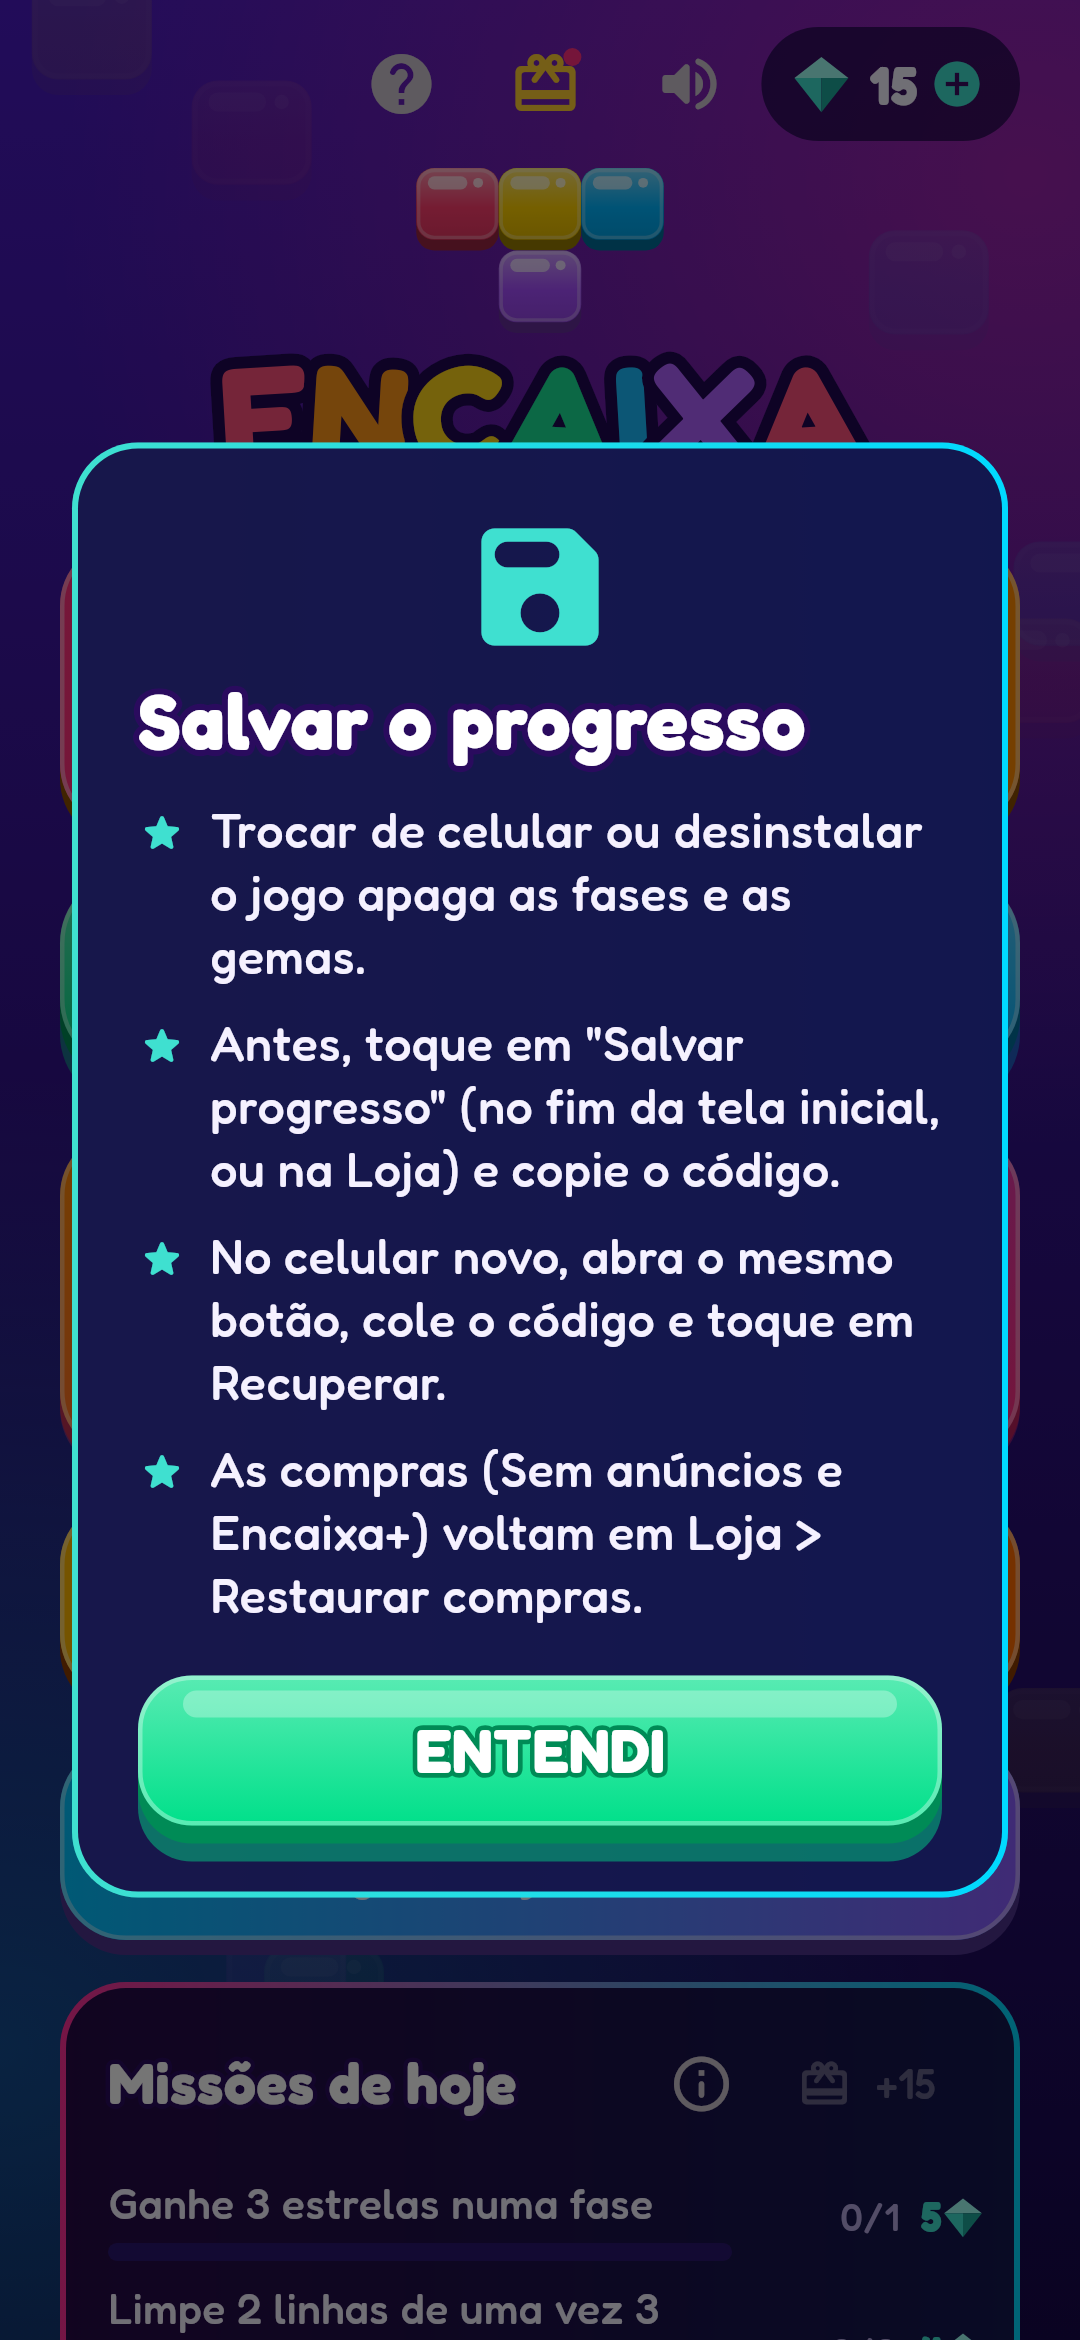 15
ENCAIXA
Salvar o progresso
Trocar de celular ou desinstalar
o jogo apaga as fases e as
gemas.
Antes, toque em "Salvar
progresso" (no fim da tela inicial,
ou na Loja) e copie o código.
No celular novo, abra o mesmo
botão, cole o código e toque em
Recuperar.
As compras (Sem anúncios e
Encaixa+) voltam em Loja >
Restaurar compras.
ENTENDI
Missões de hoje +15
Ganhe 3 estrelas numa fase 0/1 5
Limpe 2 linhas de uma vez 3